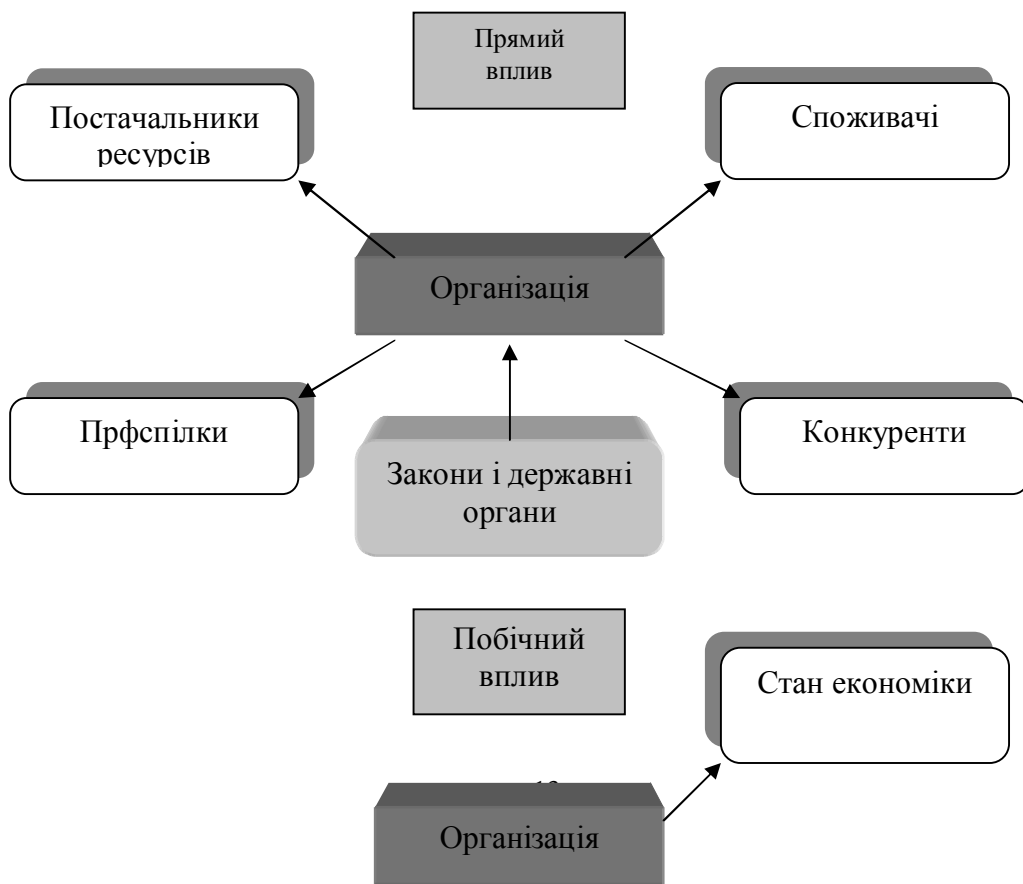 Прямий
вплив
Постачальники
ресурсів
Споживачі
Організація
Прфспілки
Закони і державні
органи
Конкуренти
Побічний
вплив
Стан економіки
Організація